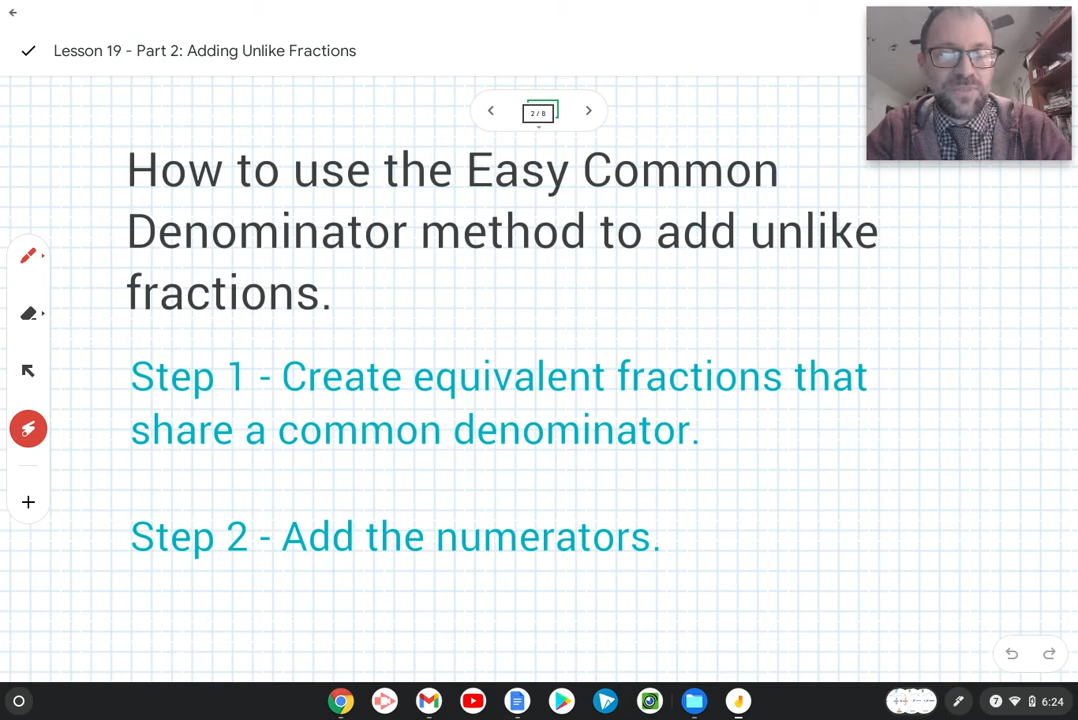 Lesson 19 - Part 2: Adding Unlike Fractions
2 / 8
How to use the Easy Common
Denominator method to add unlike
fractions.
Step 1 - Create equivalent fractions that
share a common denominator.
Step 2 - Add the numerators.
7
6:24